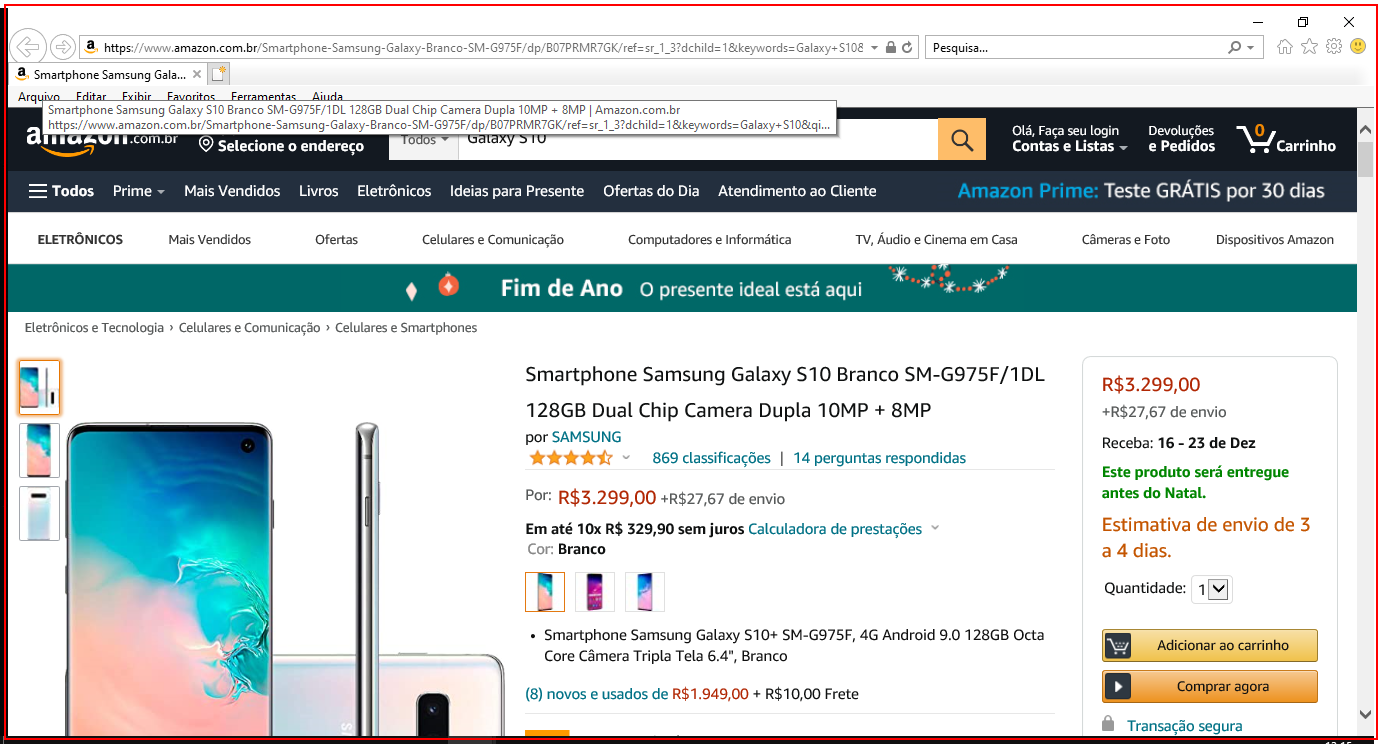 https://www.amazon.com.br/Smartphone-Samsung-Galaxy-Branco-SM-G975F/dp/B07PRMR7GK/ref=sr_1_3?dchild=1&keywords=Galaxy+S10&
Pesquisa...
Smartphone Samsung Gala...
Arquivo Editar Exibir Favoritos Ferramentas Ajuda
Smartphone Samsung Galaxy S10 Branco SM-G975F/1DL 128GB Dual Chip Camera Dupla 10MP + 8MP | Amazon.com.br
https://www.amazon.com.br/Smartphone-Samsung-Galaxy-Branco-SM-G975F/dp/B07PRMR7GK/ref=sr_1_3?dchild=1&keywords=Galaxy+S10&qi...
amazon.com.br
Selecione o endereço
Todos
Galaxy S10
Olá, Faça seu login
Contas e Listas
Devoluções
e Pedidos
0
Carrinho
Todos Prime Mais Vendidos Livros Eletrônicos Ideias para Presente Ofertas do Dia Atendimento ao Cliente
Amazon Prime: Teste GRÁTIS por 30 dias
ELETRÔNICOS Mais Vendidos Ofertas Celulares e Comunicação Computadores e Informática TV, Áudio e Cinema em Casa Câmeras e Foto Dispositivos Amazon
Fim de Ano O presente ideal está aqui
Eletrônicos e Tecnologia › Celulares e Comunicação › Celulares e Smartphones
Smartphone Samsung Galaxy S10 Branco SM-G975F/1DL
128GB Dual Chip Camera Dupla 10MP + 8MP
por SAMSUNG
869 classificações | 14 perguntas respondidas
Por: R$3.299,00 +R$27,67 de envio
Em até 10x R$ 329,90 sem juros Calculadora de prestações
Cor: Branco
• Smartphone Samsung Galaxy S10+ SM-G975F, 4G Android 9.0 128GB Octa
Core Câmera Tripla Tela 6.4", Branco
(8) novos e usados de R$1.949,00 + R$10,00 Frete
R$3.299,00
+R$27,67 de envio
Receba: 16 - 23 de Dez
Este produto será entregue
antes do Natal.
Estimativa de envio de 3
a 4 dias.
Quantidade: 1
Adicionar ao carrinho
Comprar agora
Transação segura